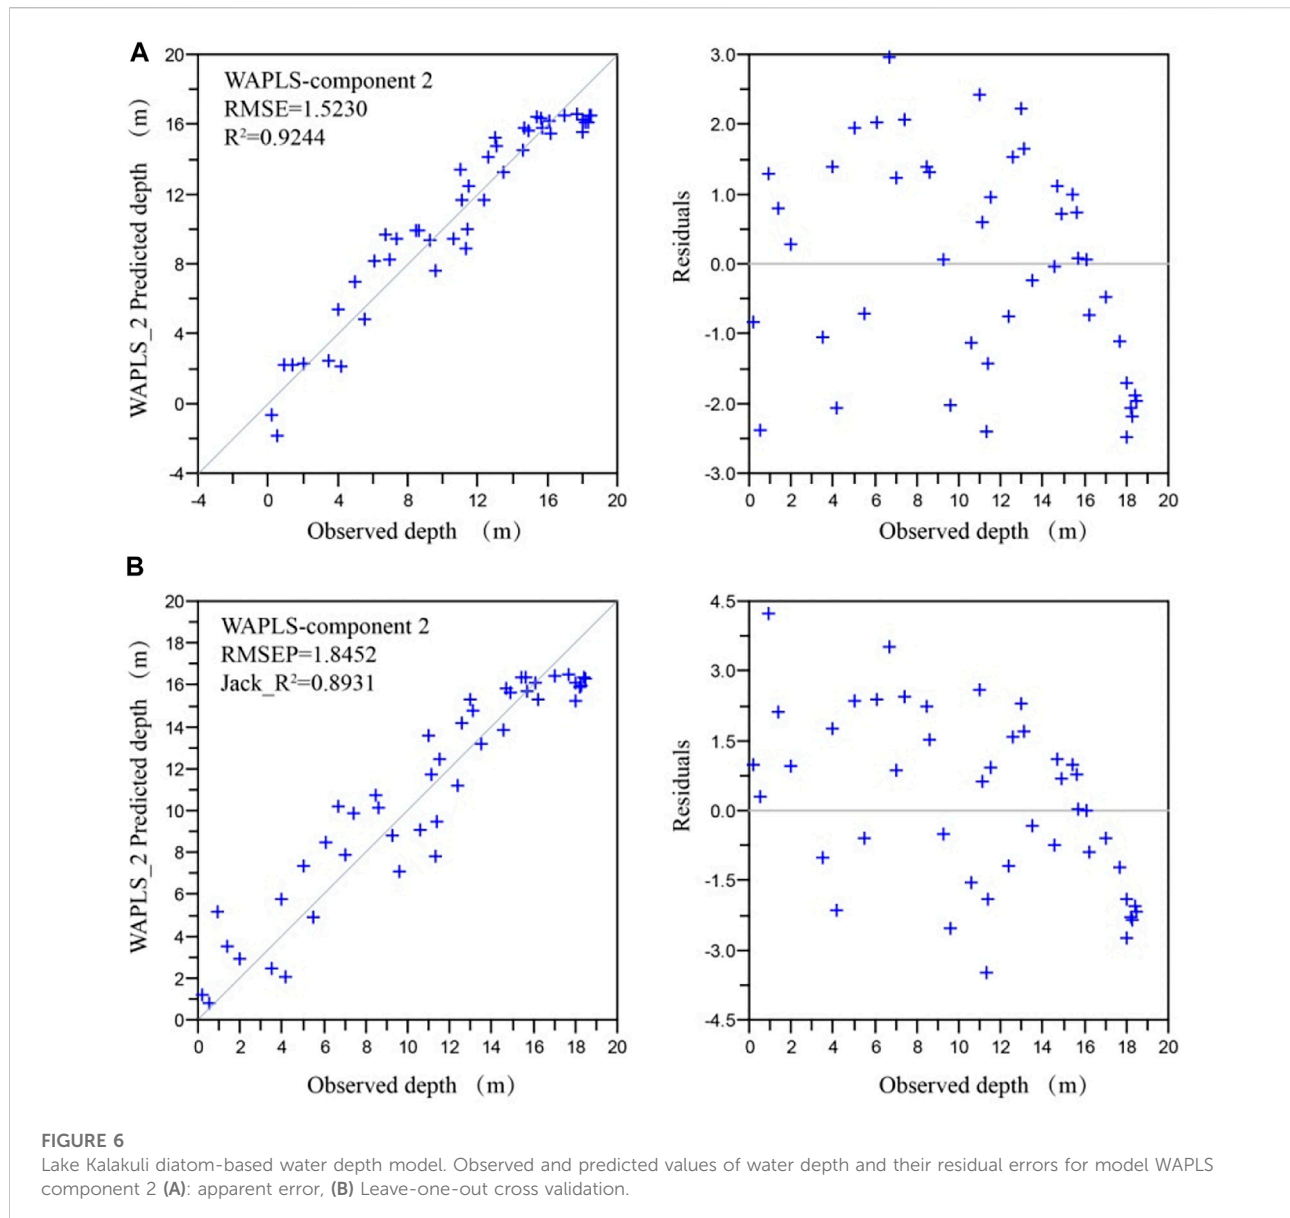 A
WAPLS_2 Predicted depth (m)
20
16
12
8
4
0
-4
WAPLS-component 2
RMSE=1.5230
R²=0.9244
-4 0 4 8 12 16 20
Observed depth (m)
Residuals
3.0
2.0
1.0
0.0
-1.0
-2.0
-3.0
0 2 4 6 8 10 12 14 16 18 20
Observed depth (m)
B
WAPLS_2 Predicted depth (m)
20
18
16
14
12
10
8
6
4
2
0
WAPLS-component 2
RMSEP=1.8452
Jack_R²=0.8931
0 2 4 6 8 10 12 14 16 18 20
Observed depth (m)
Residuals
4.5
3.0
1.5
0.0
-1.5
-3.0
-4.5
0 2 4 6 8 10 12 14 16 18 20
Observed depth (m)
FIGURE 6
Lake Kalakuli diatom-based water depth model. Observed and predicted values of water depth and their residual errors for model WAPLS
component 2 (A): apparent error, (B) Leave-one-out cross validation.